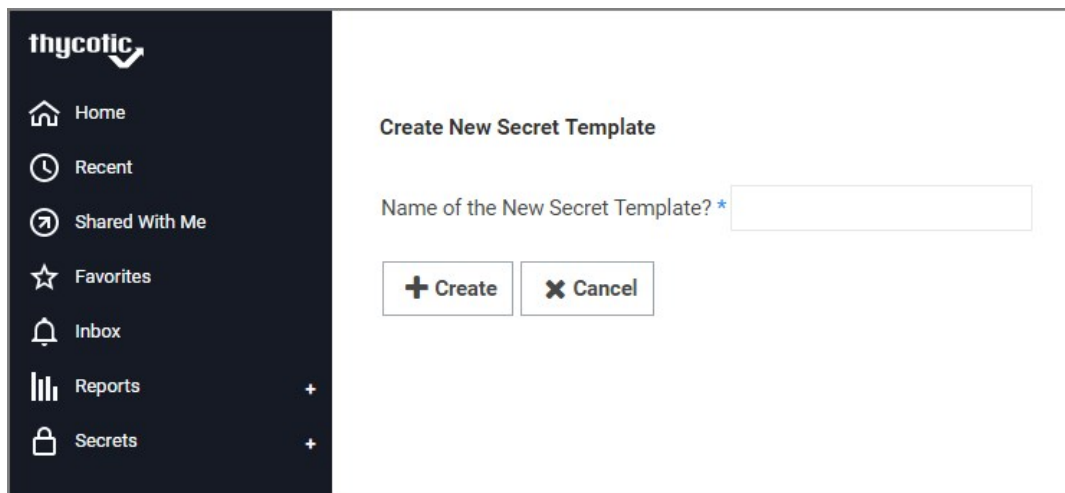 thycotic
Home
Recent
Shared With Me
Favorites
Inbox
Reports +
Secrets +
Create New Secret Template
Name of the New Secret Template? *
Create
Cancel